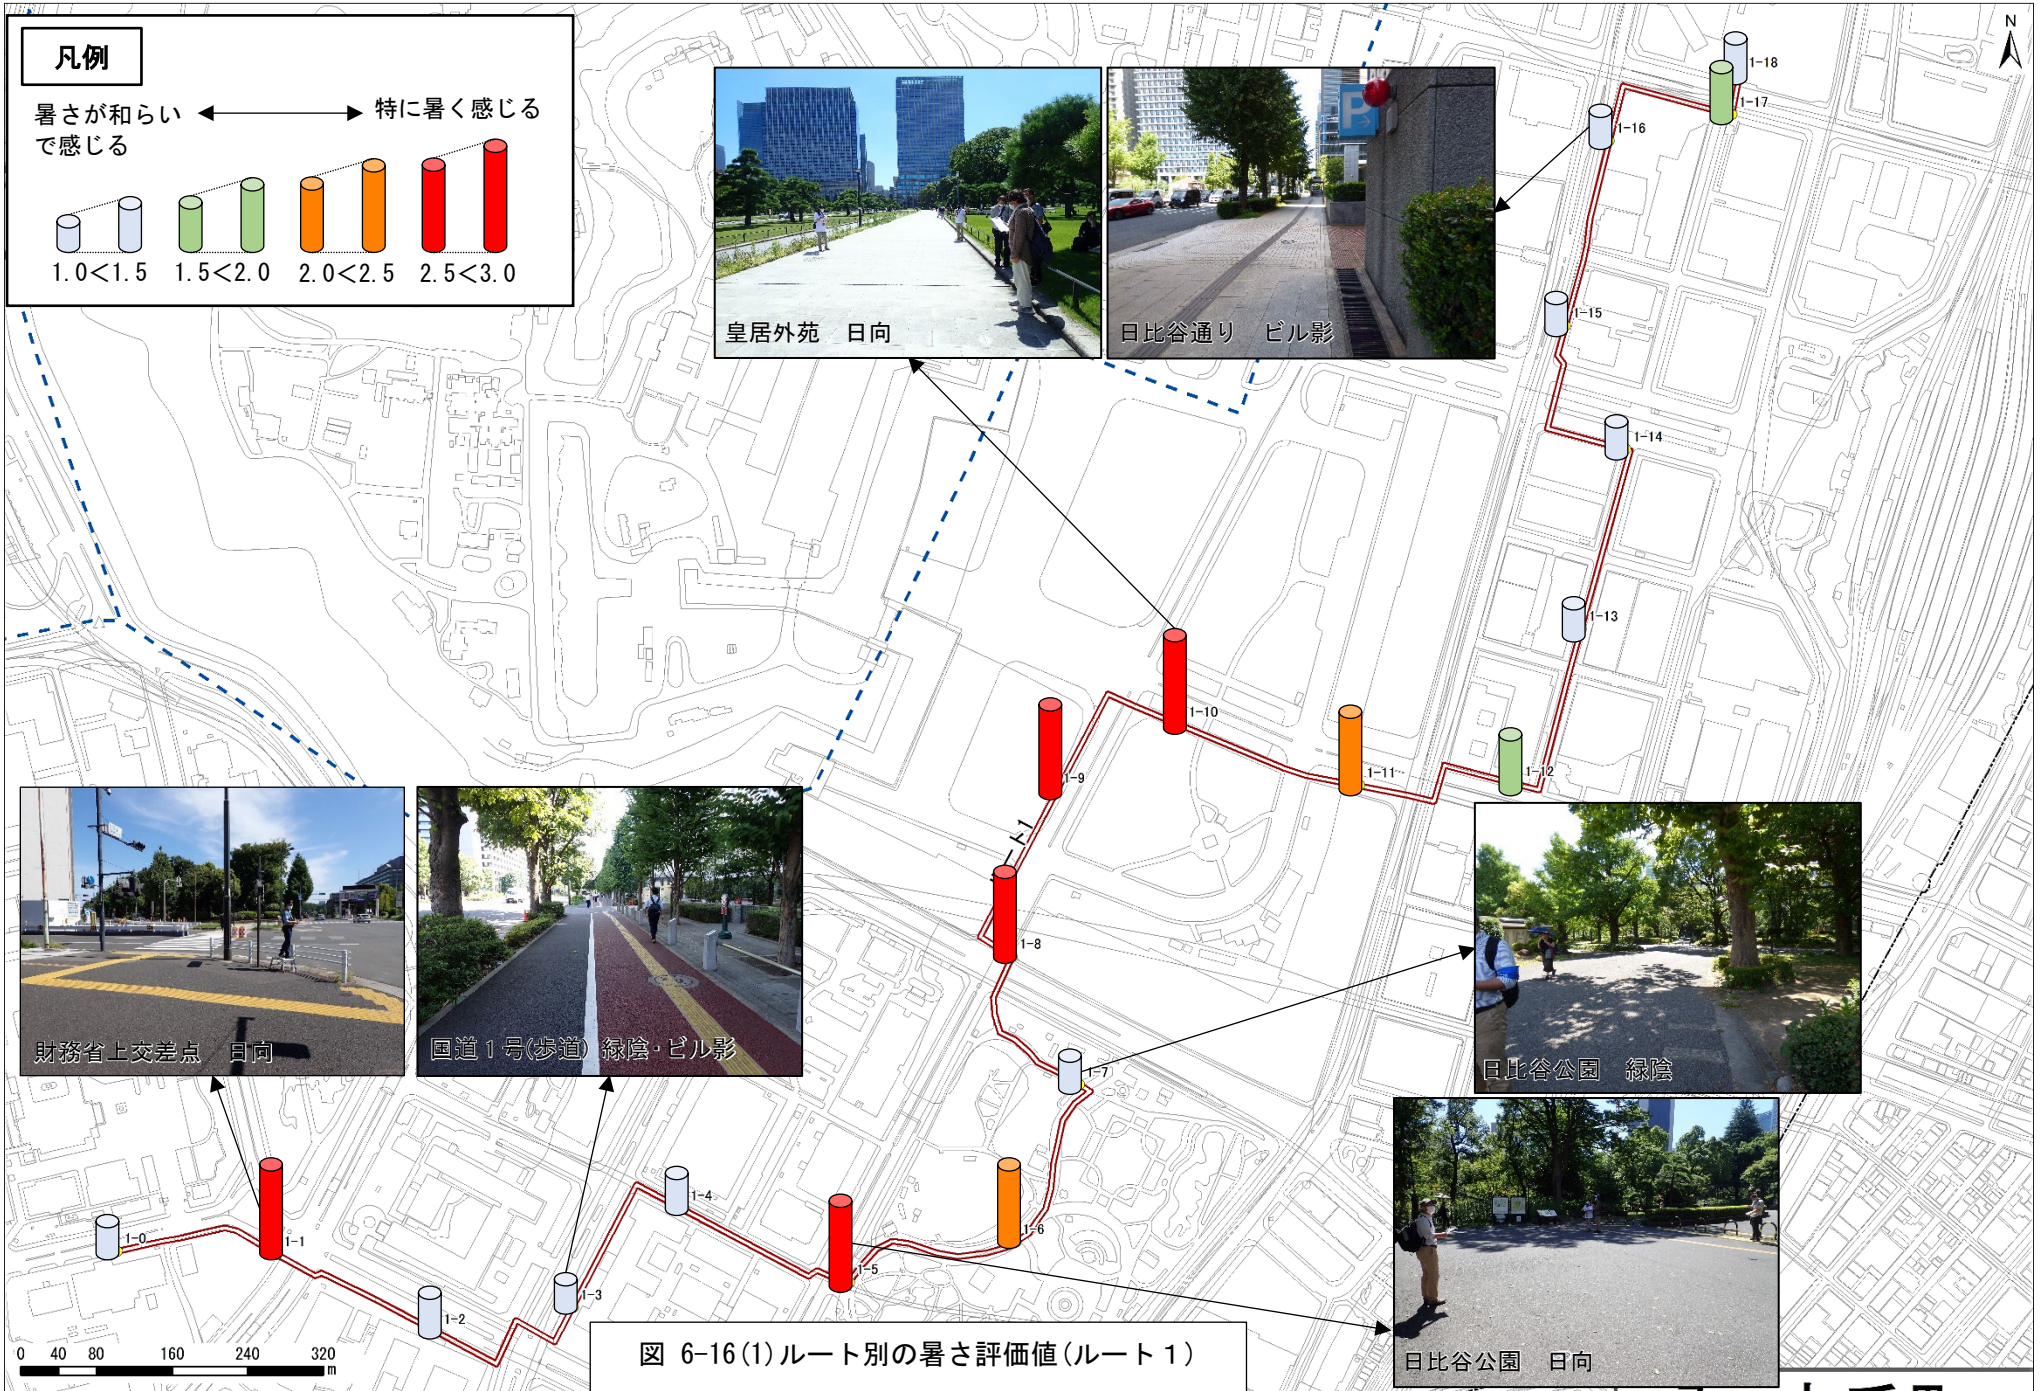 凡例
暑さが和らい
で感じる
特に暑く感じる
1.0<1.5
1.5<2.0
2.0<2.5
2.5<3.0
N
皇居外苑　日向
P
日比谷通り　ビル影
1-18
1-17
1-16
1-15
1-14
1-13
1-10
1-9
1-11
1-12
ート1
1-8
財務省上交差点　日向
国道1号(歩道) 緑陰・ビル影
日比谷公園　緑陰
1-7
1-4
1-6
1-0
1-1
1-5
1-3
1-2
日比谷公園　日向
0 40 80 160 240 320
m
図 6-16(1)ルート別の暑さ評価値(ルート1)